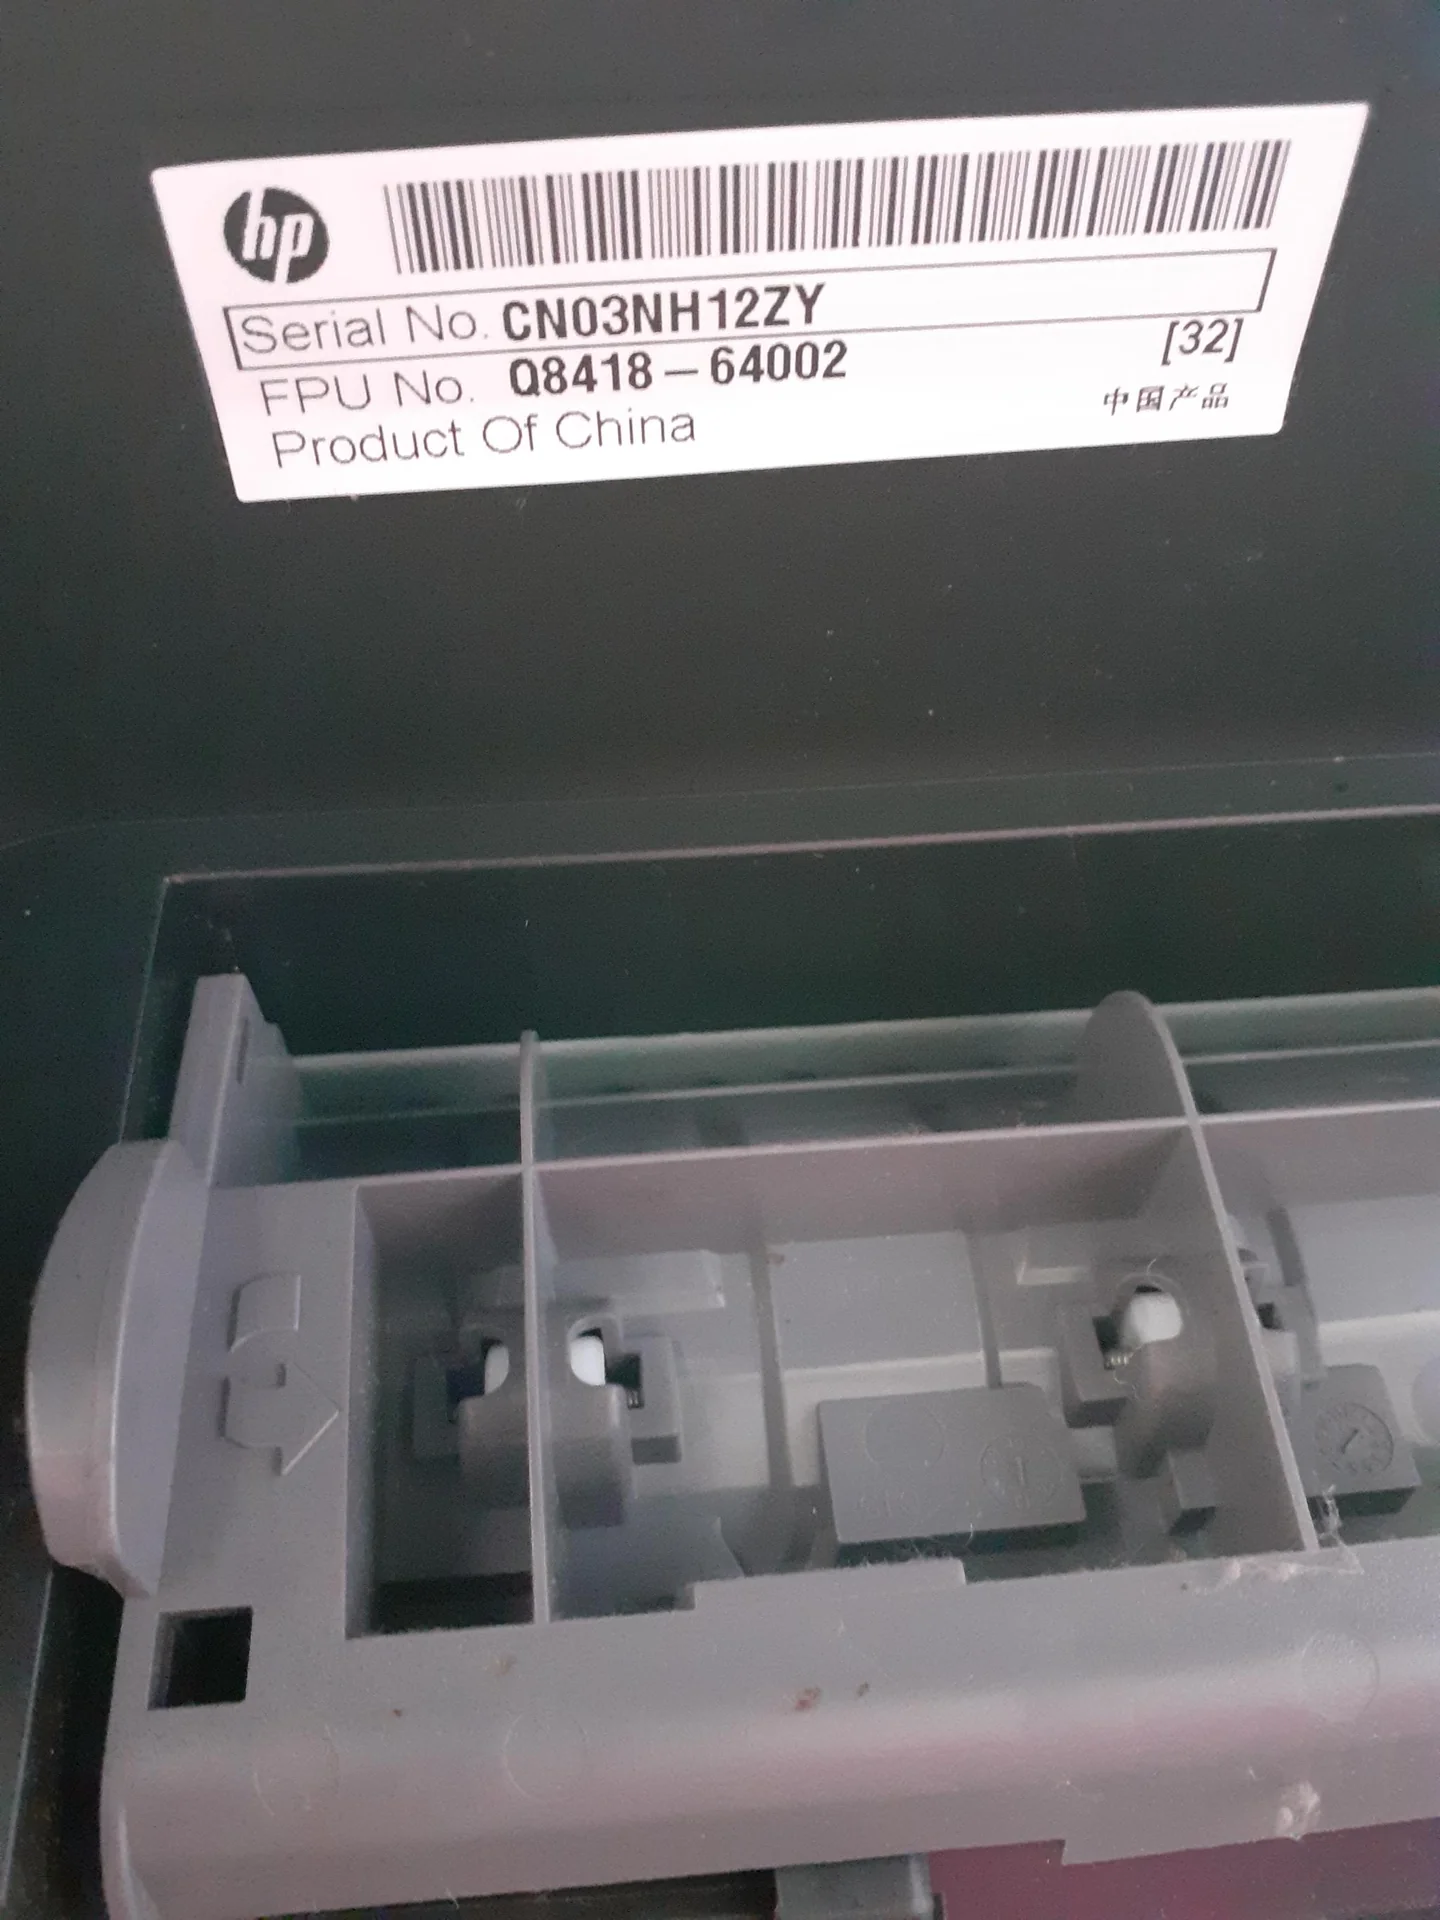 hp
Serial No. CN03NH12ZY
FPU No. Q8418-64002 [32]
Product Of China 中国产品